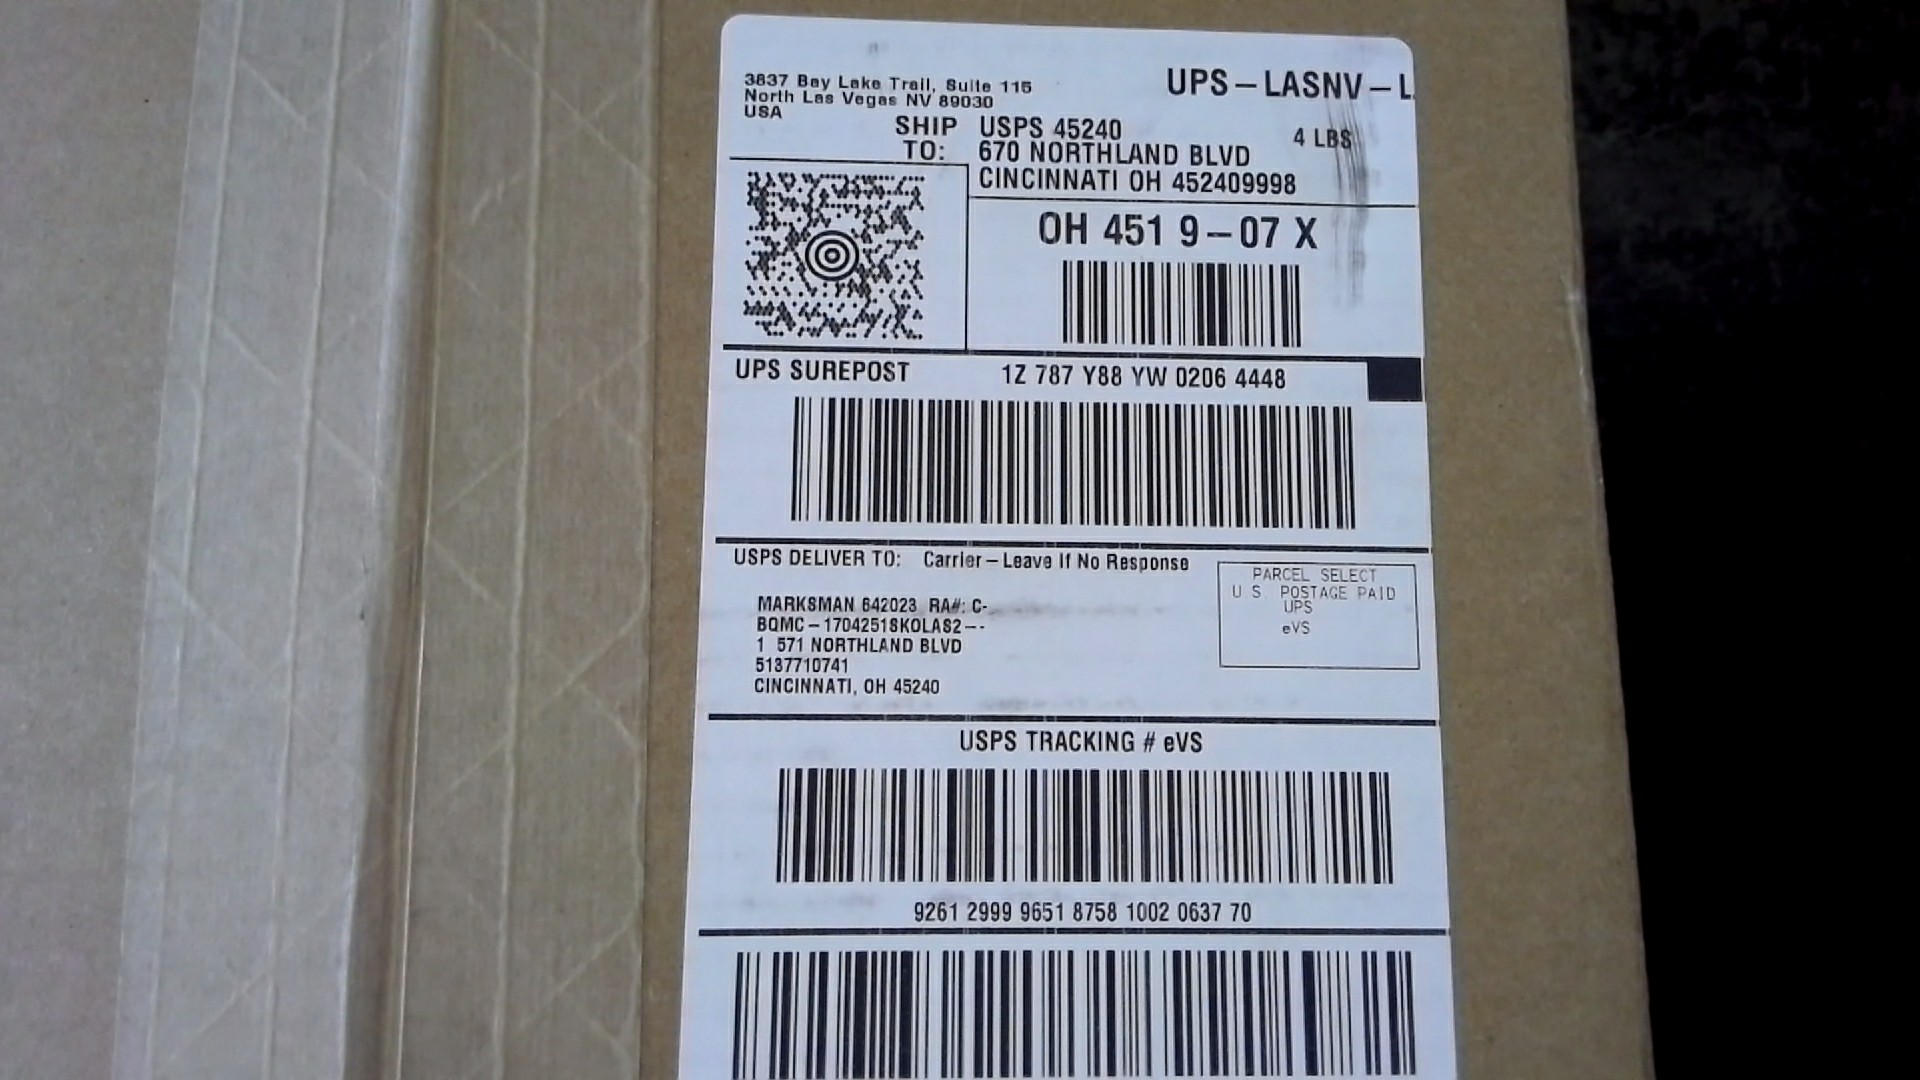 3837 Bay Lake Trail, Suite 115
North Las Vegas NV 89030
USA
UPS – LASNV – L
4 LBS
SHIP TO: USPS 45240
670 NORTHLAND BLVD
CINCINNATI OH 452409998
OH 451 9 – 07 X
UPS SUREPOST 1Z 787 Y88 YW 0206 4448
USPS DELIVER TO: Carrier – Leave If No Response
MARKSMAN 642023 RA#: C-
BQMC – 1704251SKOLAS2 – -
1 571 NORTHLAND BLVD
5137710741
CINCINNATI, OH 45240
PARCEL SELECT
U S POSTAGE PAID
UPS
eVS
USPS TRACKING # eVS
9261 2999 9651 8758 1002 0637 70